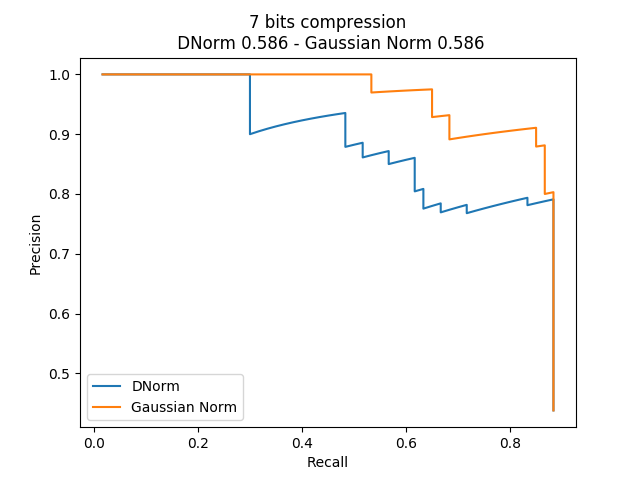 7 bits compression
DNorm 0.586 - Gaussian Norm 0.586
1.0
0.9
0.8
0.7
0.6
0.5
Precision
DNorm
Gaussian Norm
0.0 0.2 0.4 0.6 0.8
Recall